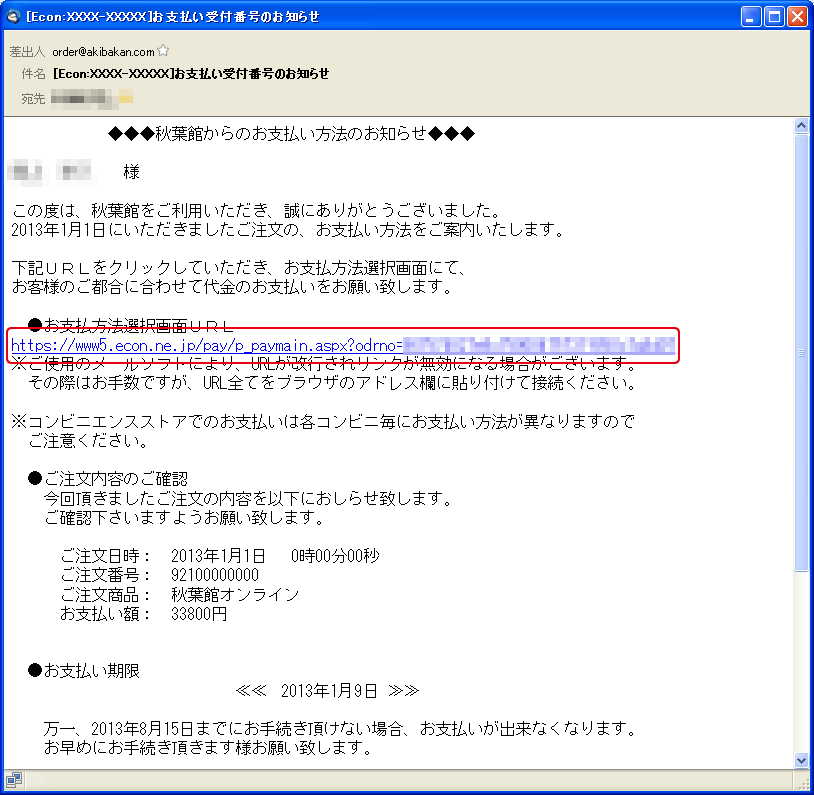 [Econ:XXXX-XXXXX]お支払い受付番号のお知らせ
差出人 order@akibakan.com
件名 [Econ:XXXX-XXXXX]お支払い受付番号のお知らせ
宛先
◆◆◆秋葉館からのお支払い方法のお知らせ◆◆◆
様
この度は、秋葉館をご利用いただき、誠にありがとうございました。
2013年1月1日にいただきましたご注文の、お支払い方法をご案内いたします。
下記ＵＲＬをクリックしていただき、お支払方法選択画面にて、
お客様のご都合に合わせて代金のお支払いをお願い致します。
●お支払方法選択画面ＵＲＬ
https://www5.econ.ne.jp/pay/p_paymain.aspx?odrno=
※ご使用のメールソフトにより、URLが改行されリンクが無効になる場合がございます。
その際はお手数ですが、URL全てをブラウザのアドレス欄に貼り付けて接続ください。
※コンビニエンスストアでのお支払いは各コンビニ毎にお支払い方法が異なりますので
ご注意ください。
●ご注文内容のご確認
今回頂きましたご注文の内容を以下におしらせ致します。
ご確認下さいますようお願い致します。
ご注文日時： 2013年1月1日 0時00分00秒
ご注文番号： 92100000000
ご注文商品： 秋葉館オンライン
お支払い額： 33800円
●お支払い期限
≪≪ 2013年1月9日 ≫≫
万一、2013年8月15日までにお手続き頂けない場合、お支払いが出来なくなります。
お早めにお手続き頂きます様お願い致します。